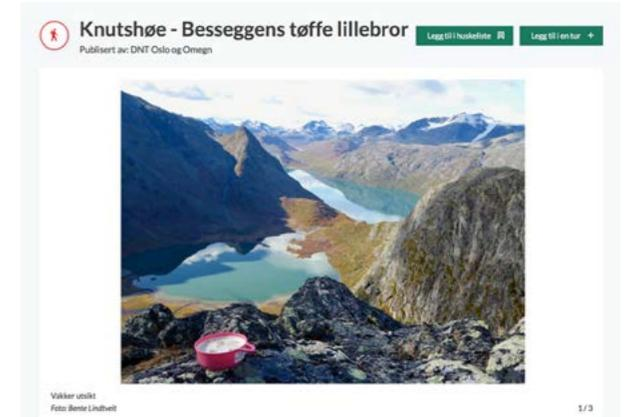 Knutshøe - Besseggens tøffe lillebror
Publisert av: DNT Oslo og Omegn
Legg til i huskeliste
Legg til i en tur +
Vakker utsikt
Foto: Bente Lindtveit
1/3